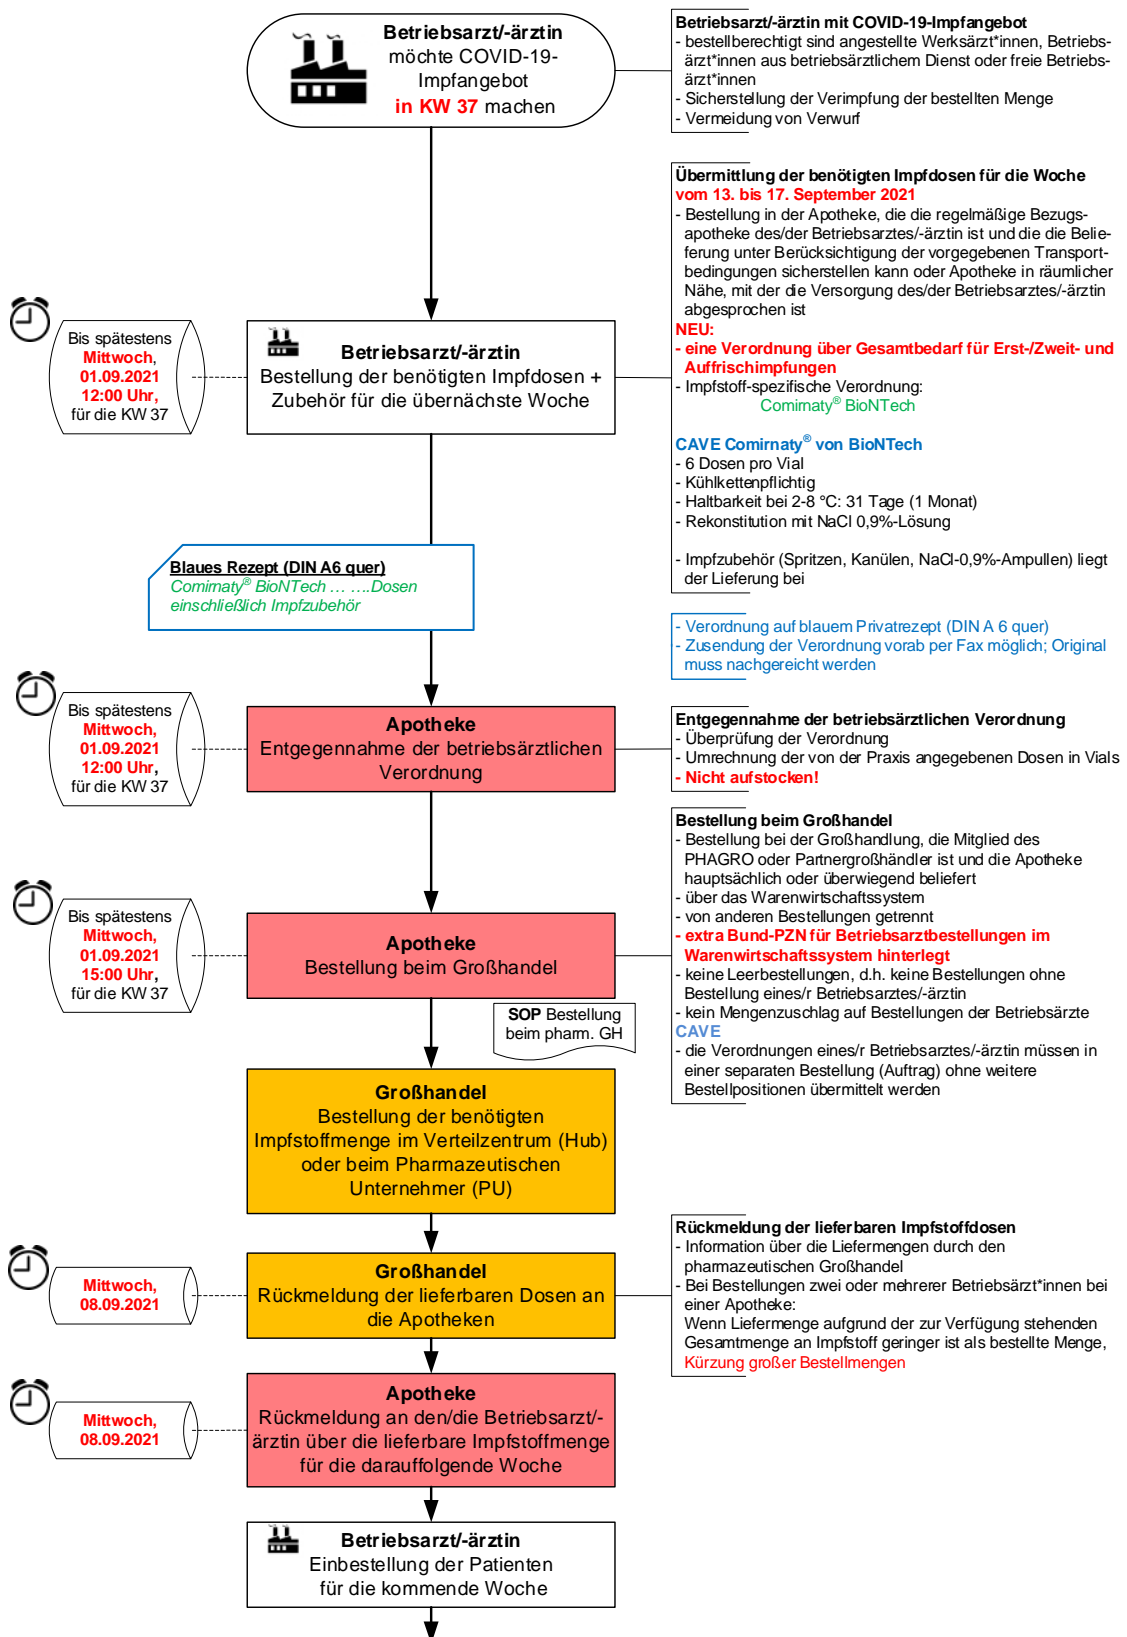 Betriebsarzt/-ärztin
möchte COVID-19-
Impfangebot
in KW 37 machen
Betriebsarzt/-ärztin mit COVID-19-Impfangebot
- bestellberechtigt sind angestellte Werksärzt*innen, Betriebs-
ärzt*innen aus betriebsärztlichem Dienst oder freie Betriebs-
ärzt*innen
- Sicherstellung der Verimpfung der bestellten Menge
- Vermeidung von Verwurf
Übermittlung der benötigten Impfdosen für die Woche
vom 13. bis 17. September 2021
- Bestellung in der Apotheke, die die regelmäßige Bezugs-
apotheke des/der Betriebsarztes/-ärztin ist und die die Belie-
ferung unter Berücksichtigung der vorgegebenen Transport-
bedingungen sicherstellen kann oder Apotheke in räumlicher
Nähe, mit der die Versorgung des/der Betriebsarztes/-ärztin
abgesprochen ist
NEU:
- eine Verordnung über Gesamtbedarf für Erst-/Zweit- und
Auffrischimpfungen
- Impfstoff-spezifische Verordnung:
Comirnaty® BioNTech
CAVE Comirnaty® von BioNTech
- 6 Dosen pro Vial
- Kühlkettenpflichtig
- Haltbarkeit bei 2-8 °C: 31 Tage (1 Monat)
- Rekonstitution mit NaCl 0,9%-Lösung
- Impfzubehör (Spritzen, Kanülen, NaCl-0,9%-Ampullen) liegt
der Lieferung bei
Bis spätestens
Mittwoch,
01.09.2021
12:00 Uhr,
für die KW 37
Betriebsarzt/-ärztin
Bestellung der benötigten Impfdosen +
Zubehör für die übernächste Woche
Blaues Rezept (DIN A6 quer)
Comirnaty® BioNTech … ….Dosen
einschließlich Impfzubehör
- Verordnung auf blauem Privatrezept (DIN A 6 quer)
- Zusendung der Verordnung vorab per Fax möglich; Original
muss nachgereicht werden
Bis spätestens
Mittwoch,
01.09.2021
12:00 Uhr,
für die KW 37
Apotheke
Entgegennahme der betriebsärztlichen
Verordnung
Entgegennahme der betriebsärztlichen Verordnung
- Überprüfung der Verordnung
- Umrechnung der von der Praxis angegebenen Dosen in Vials
- Nicht aufstocken!
Bis spätestens
Mittwoch,
01.09.2021
15:00 Uhr,
für die KW 37
Apotheke
Bestellung beim Großhandel
SOP Bestellung
beim pharm. GH
Bestellung beim Großhandel
- Bestellung bei der Großhandlung, die Mitglied des
PHAGRO oder Partnergroßhändler ist und die Apotheke
hauptsächlich oder überwiegend beliefert
- über das Warenwirtschaftssystem
- von anderen Bestellungen getrennt
- extra Bund-PZN für Betriebsarztbestellungen im
Warenwirtschaftssystem hinterlegt
- keine Leerbestellungen, d.h. keine Bestellungen ohne
Bestellung eines/r Betriebsarztes/-ärztin
- kein Mengenzuschlag auf Bestellungen der Betriebsärzte
CAVE
- die Verordnungen eines/r Betriebsarztes/-ärztin müssen in
einer separaten Bestellung (Auftrag) ohne weitere
Bestellpositionen übermittelt werden
Großhandel
Bestellung der benötigten
Impfstoffmenge im Verteilzentrum (Hub)
oder beim Pharmazeutischen
Unternehmer (PU)
Mittwoch,
08.09.2021
Großhandel
Rückmeldung der lieferbaren Dosen an
die Apotheken
Rückmeldung der lieferbaren Impfstoffdosen
- Information über die Liefermengen durch den
pharmazeutischen Großhandel
- Bei Bestellungen zwei oder mehrerer Betriebsärzt*innen bei
einer Apotheke:
Wenn Liefermenge aufgrund der zur Verfügung stehenden
Gesamtmenge an Impfstoff geringer ist als bestellte Menge,
Kürzung großer Bestellmengen
Mittwoch,
08.09.2021
Apotheke
Rückmeldung an den/die Betriebsarzt/-
ärztin über die lieferbare Impfstoffmenge
für die darauffolgende Woche
Betriebsarzt/-ärztin
Einbestellung der Patienten
für die kommende Woche